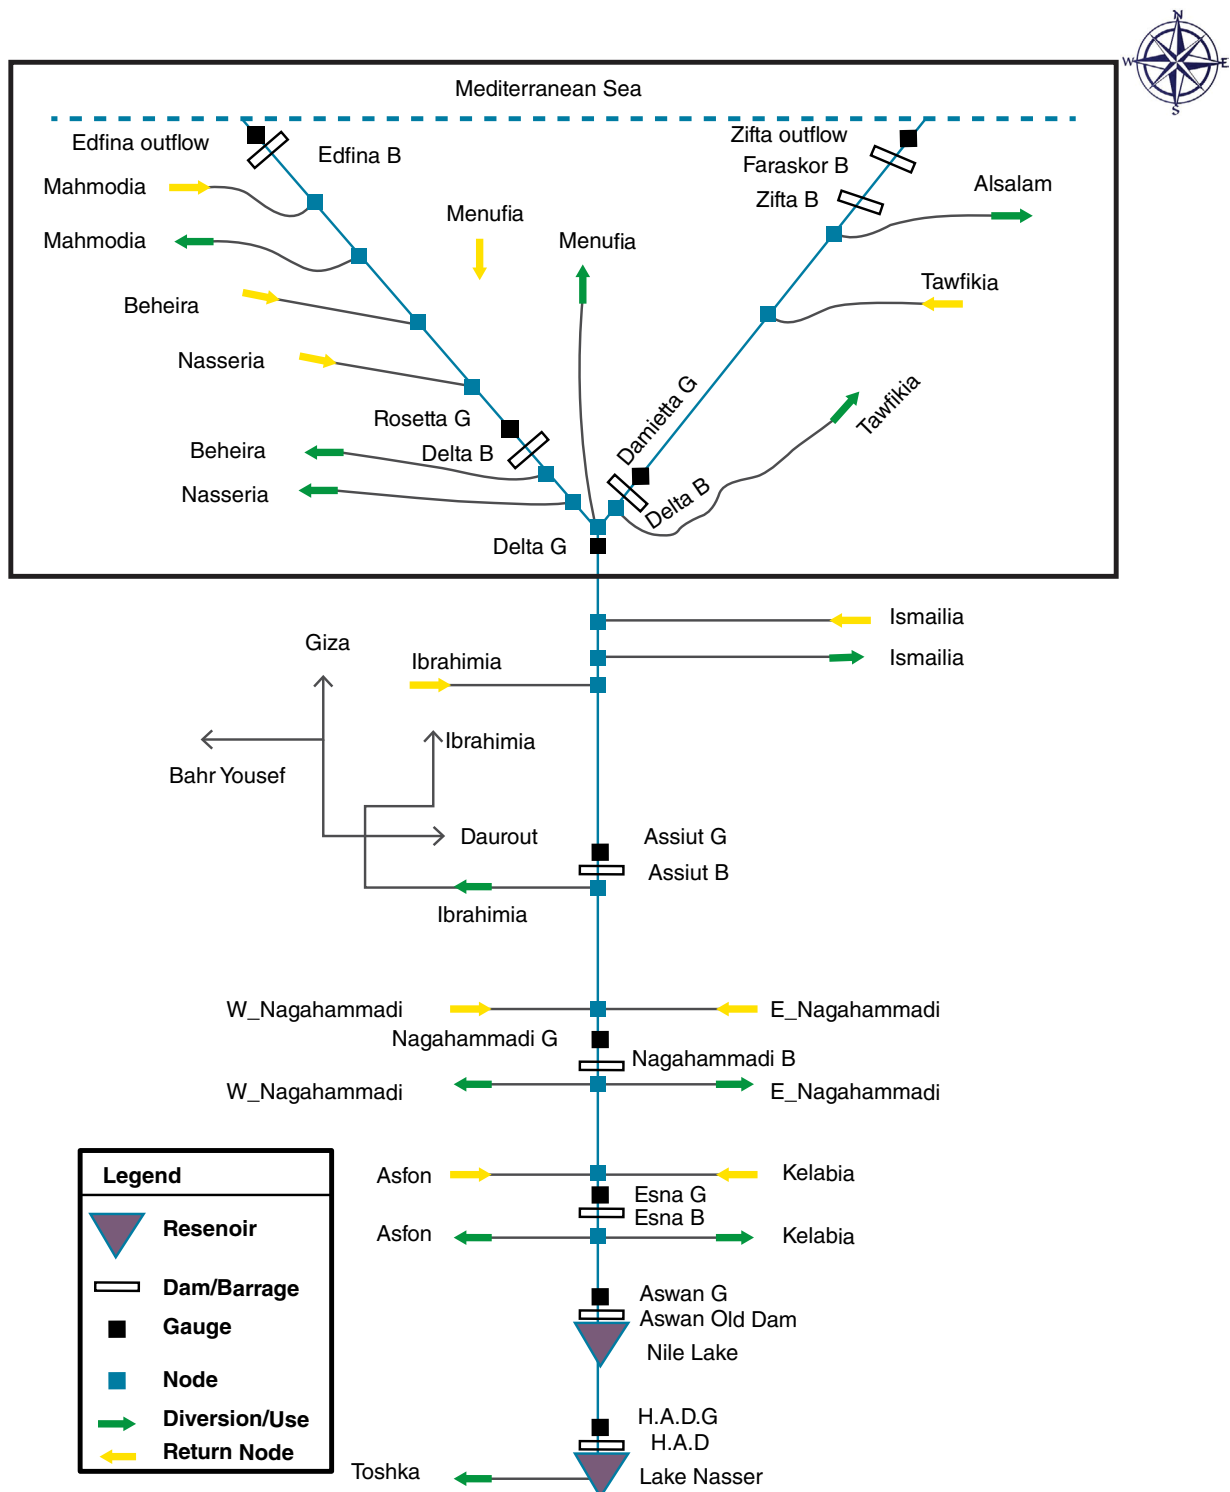 N
W
E
S
Mediterranean Sea
Edfina outflow
Edfina B
Zifta outflow
Faraskor B
Zifta B
Alsalam
Mahmodia
Mahmodia
Menufia
Menufia
Beheira
Tawfikia
Nasseria
Rosetta G
Delta B
Damietta G
Tawfikia
Beheira
Nasseria
Delta B
Delta G
Ismailia
Ismailia
Giza
Ibrahimia
Ibrahimia
Bahr Yousef
Daurout
Assiut G
Assiut B
Ibrahimia
W_Nagahammadi
E_Nagahammadi
Nagahammadi G
Nagahammadi B
W_Nagahammadi
E_Nagahammadi
Asfon
Kelabia
Esna G
Esna B
Asfon
Kelabia
Aswan G
Aswan Old Dam
Nile Lake
H.A.D.G
H.A.D
Lake Nasser
Toshka
Legend
Resenoir
Dam/Barrage
Gauge
Node
Diversion/Use
Return Node